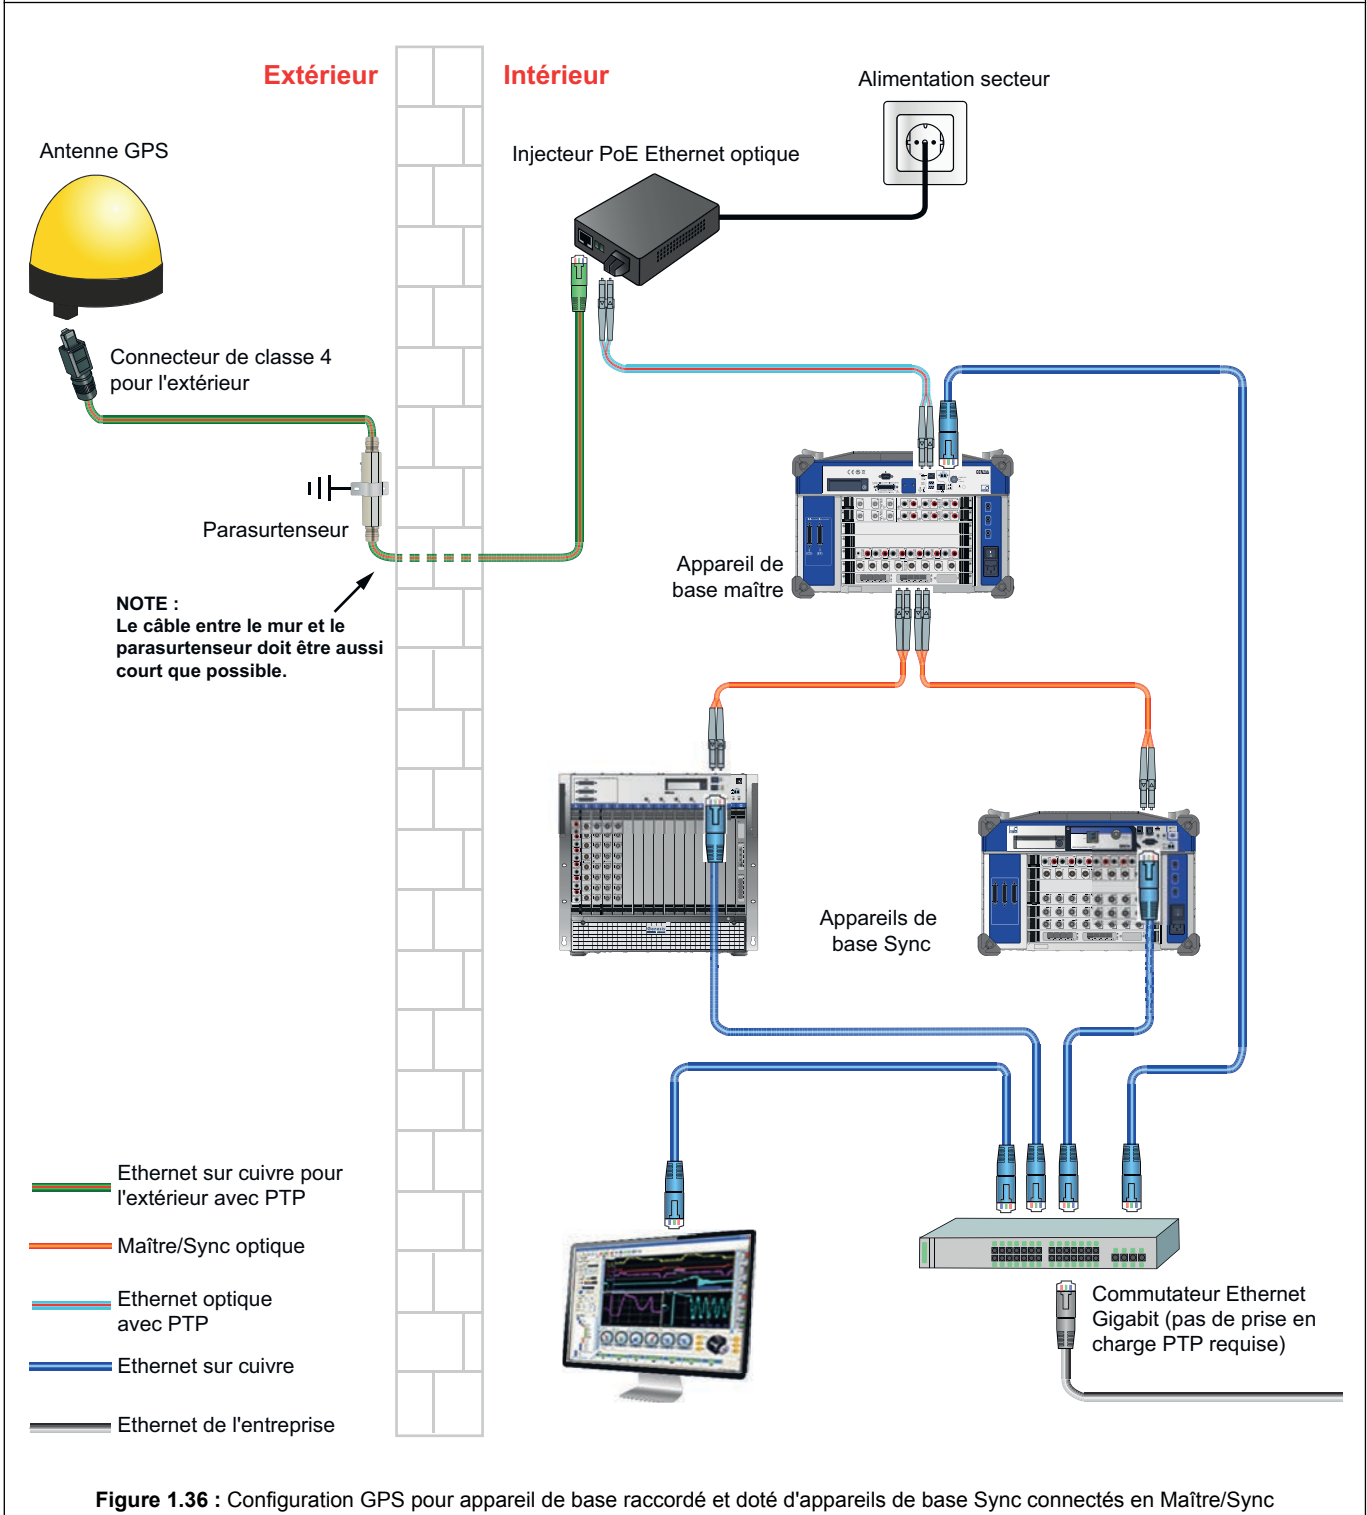 Extérieur
Intérieur
Alimentation secteur
Antenne GPS
Injecteur PoE Ethernet optique
Connecteur de classe 4
pour l'extérieur
Parasurtenseur
NOTE :
Le câble entre le mur et le
parasurtenseur doit être aussi
court que possible.
Appareil de
base maître
Appareils de
base Sync
Ethernet sur cuivre pour
l'extérieur avec PTP
Maître/Sync optique
Ethernet optique
avec PTP
Ethernet sur cuivre
Ethernet de l'entreprise
Commutateur Ethernet
Gigabit (pas de prise en
charge PTP requise)
Figure 1.36 : Configuration GPS pour appareil de base raccordé et doté d'appareils de base Sync connectés en Maître/Sync